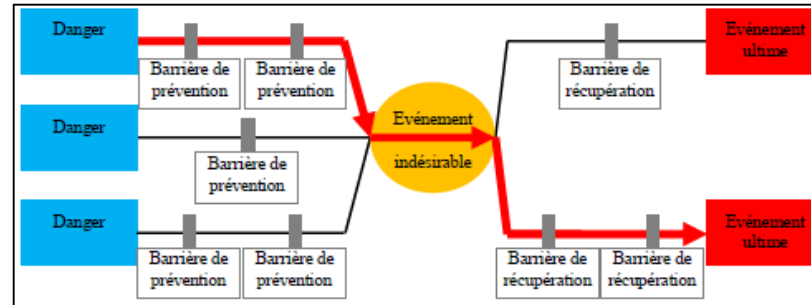 Danger
Evénement
ultime
Barrière de
prévention
Barrière de
prévention
Barrière de
récupération
Evénement
indésirable
Danger
Barrière de
prévention
Danger
Evénement
ultime
Barrière de
prévention
Barrière de
prévention
Barrière de
récupération
Barrière de
récupération